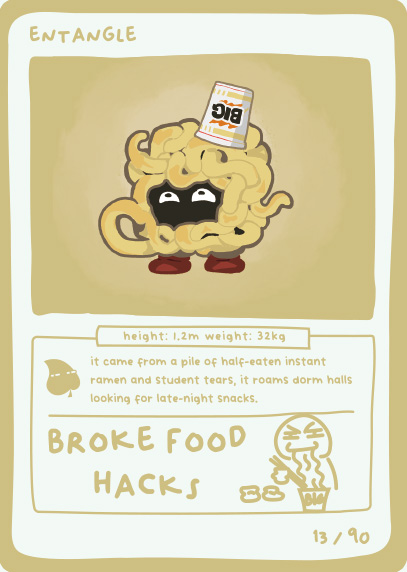 ENTANGLE
BIG
height: 1.2m weight: 32kg
it came from a pile of half-eaten instant
ramen and student tears, it roams dorm halls
looking for late-night snacks.
BROKE FOOD
HACKS
BIG
13 / 90